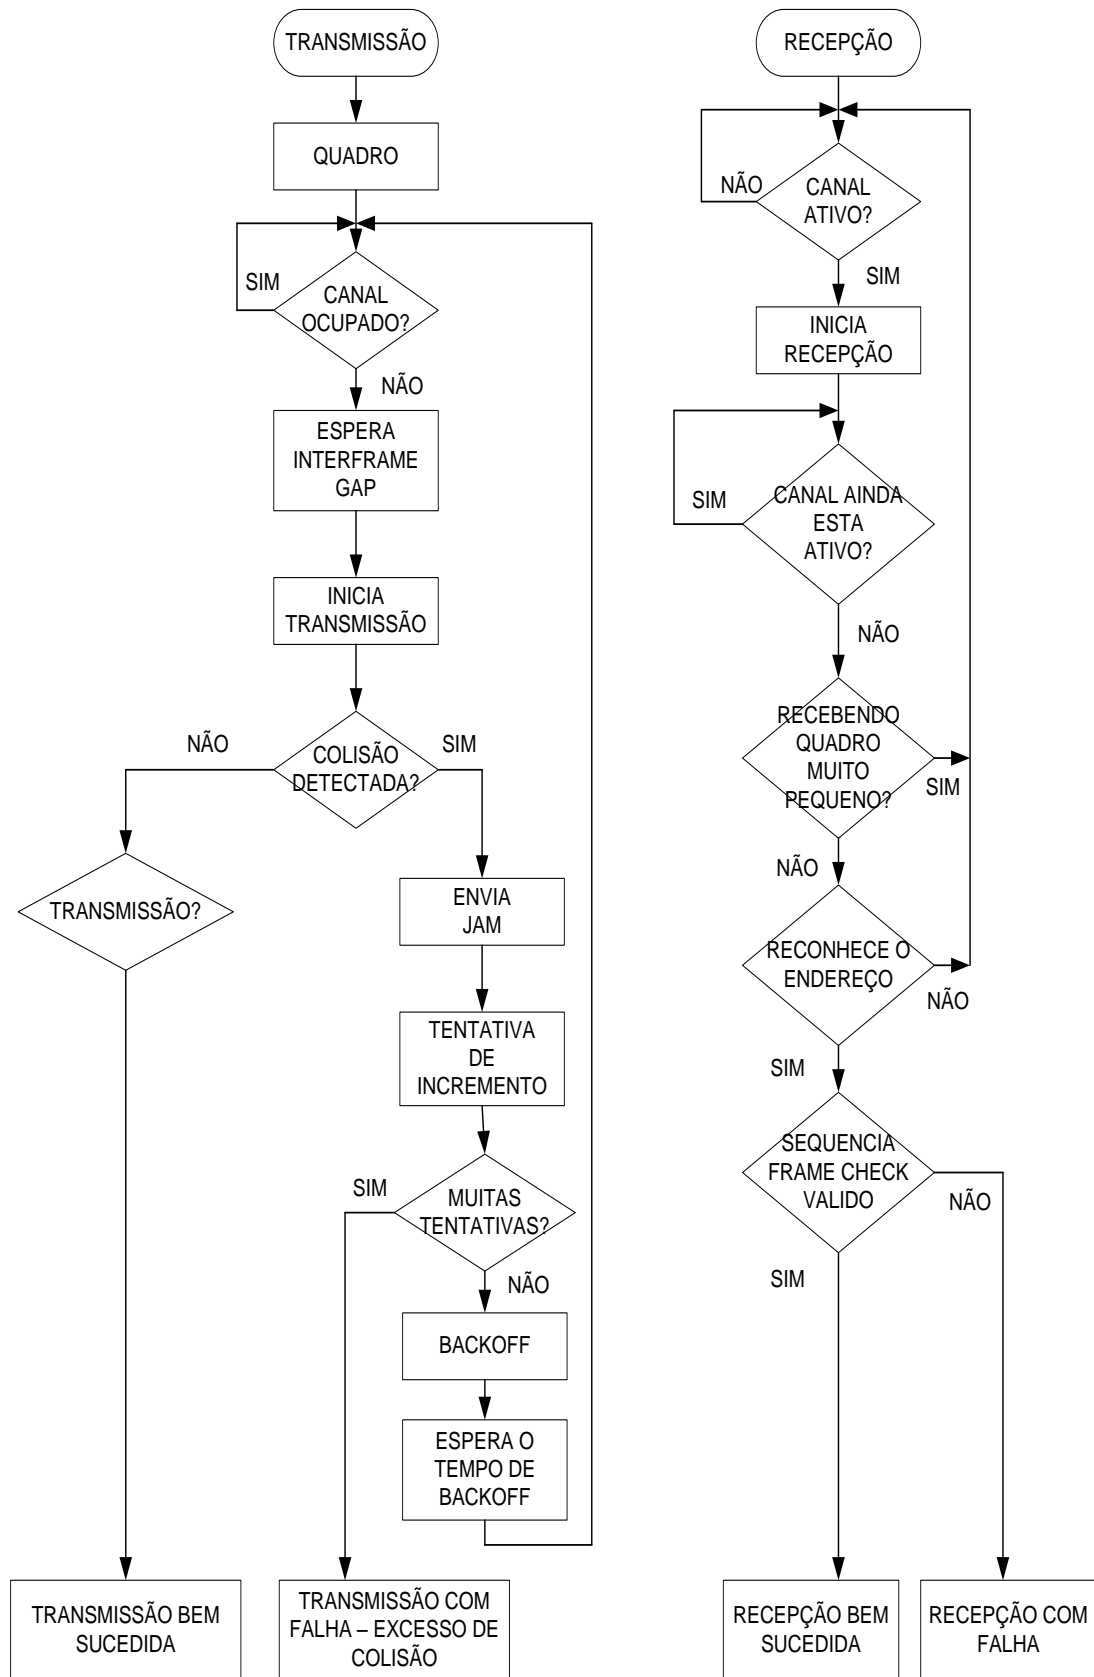 TRANSMISSÃO
QUADRO
SIM
CANAL
OCUPADO?
NÃO
ESPERA
INTERFRAME
GAP
INICIA
TRANSMISSÃO
NÃO
SIM
COLISÃO
DETECTADA?
TRANSMISSÃO?
ENVIA
JAM
TENTATIVA
DE
INCREMENTO
SIM
MUITAS
TENTATIVAS?
NÃO
BACKOFF
ESPERA O
TEMPO DE
BACKOFF
TRANSMISSÃO BEM
SUCEDIDA
TRANSMISSÃO COM
FALHA – EXCESSO DE
COLISÃO
RECEPÇÃO
NÃO
CANAL
ATIVO?
SIM
INICIA
RECEPÇÃO
SIM
CANAL AINDA
ESTA
ATIVO?
NÃO
RECEBENDO
QUADRO
MUITO
PEQUENO?
SIM
NÃO
RECONHECE O
ENDEREÇO
NÃO
SIM
SEQUENCIA
FRAME CHECK
VALIDO
NÃO
SIM
RECEPÇÃO BEM
SUCEDIDA
RECEPÇÃO COM
FALHA